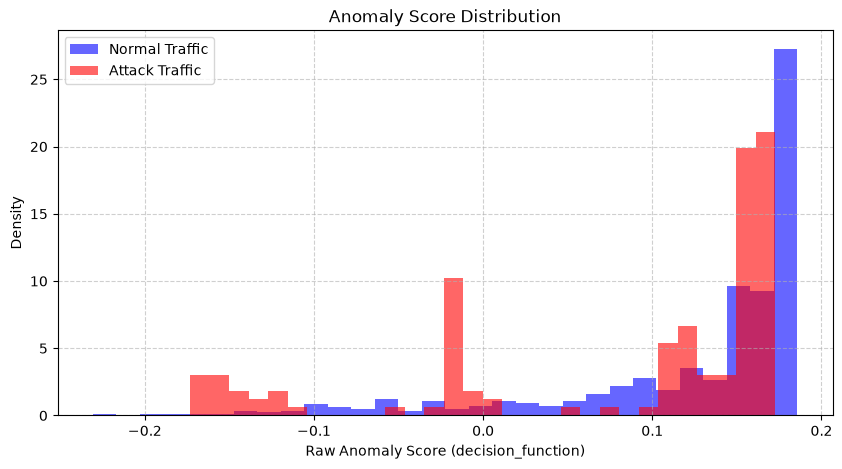 Anomaly Score Distribution
Normal Traffic
Attack Traffic
Density
25
20
15
10
5
0
−0.2
−0.1
0.0
0.1
0.2
Raw Anomaly Score (decision_function)